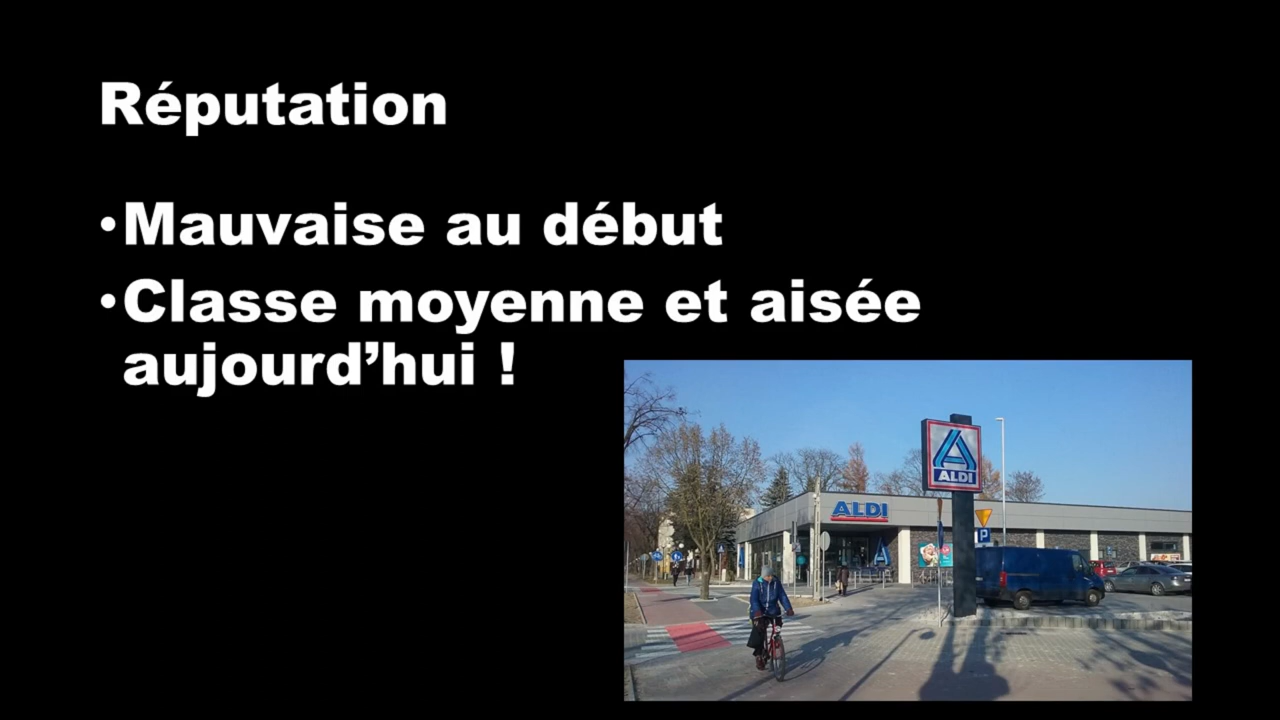 Réputation
•Mauvaise au début
•Classe moyenne et aisée
aujourd’hui !
ALDI
ALDI
P